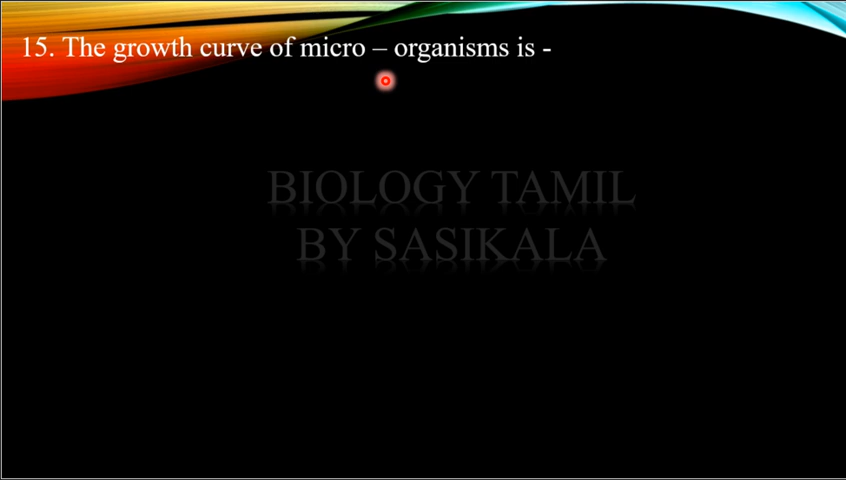 15. The growth curve of micro – organisms is -
BIOLOGY TAMIL
BY SASIKALA